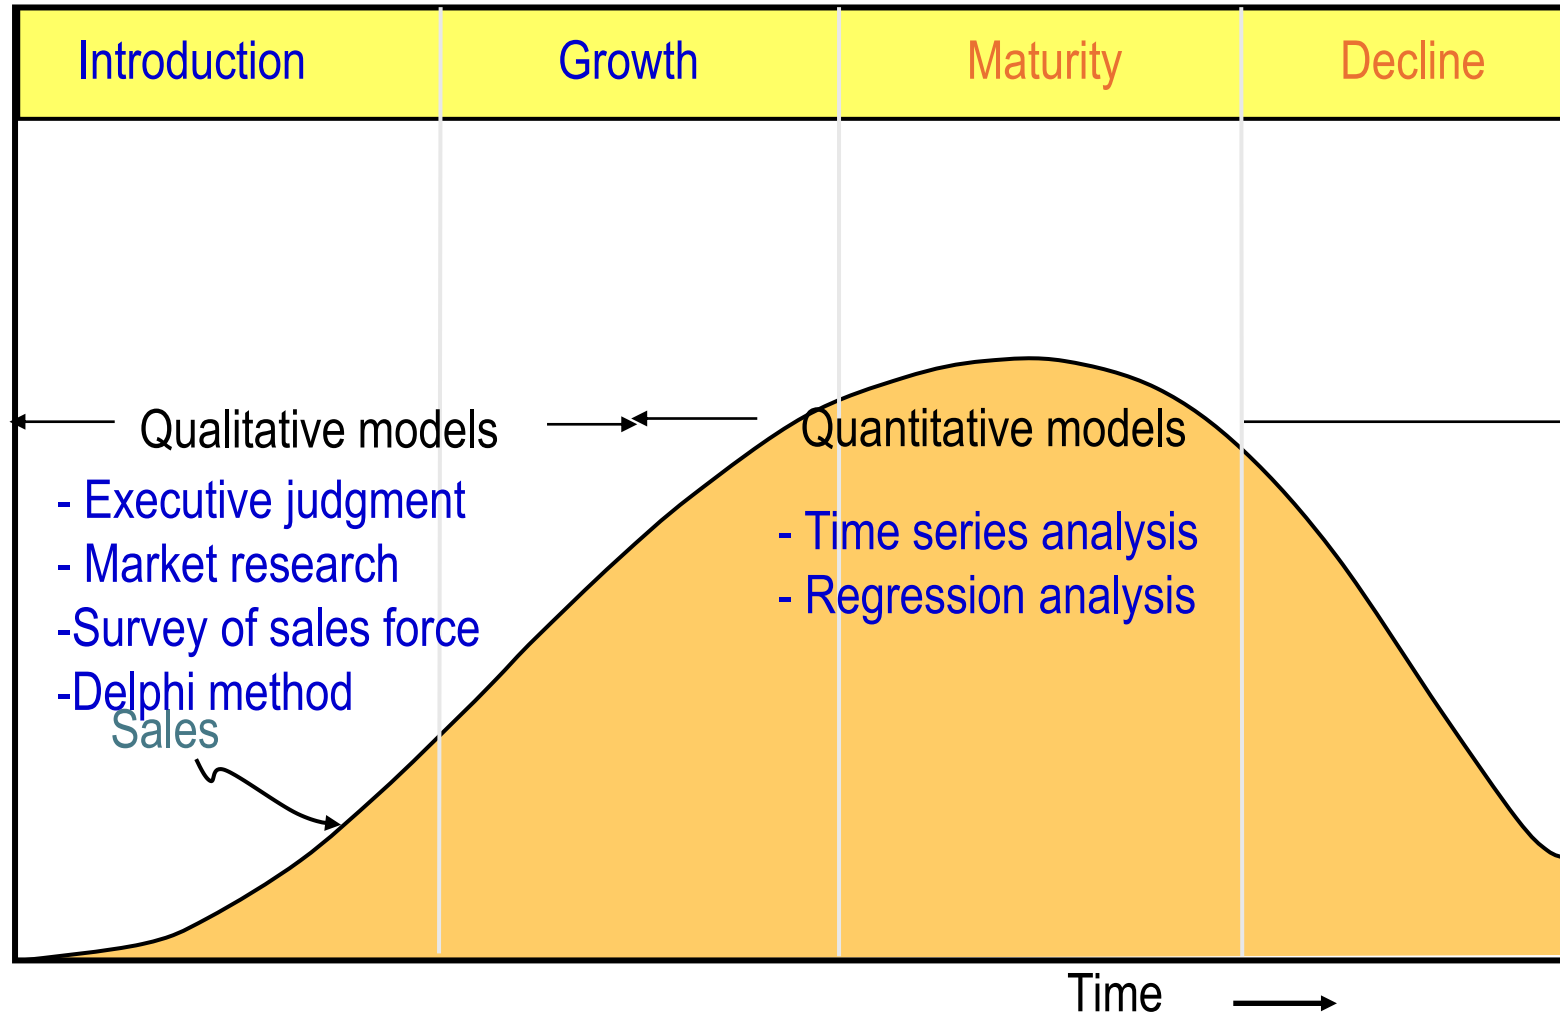 Introduction Growth Maturity Decline
Qualitative models
- Executive judgment
- Market research
-Survey of sales force
-Delphi method
Sales
Quantitative models
- Time series analysis
- Regression analysis
Time